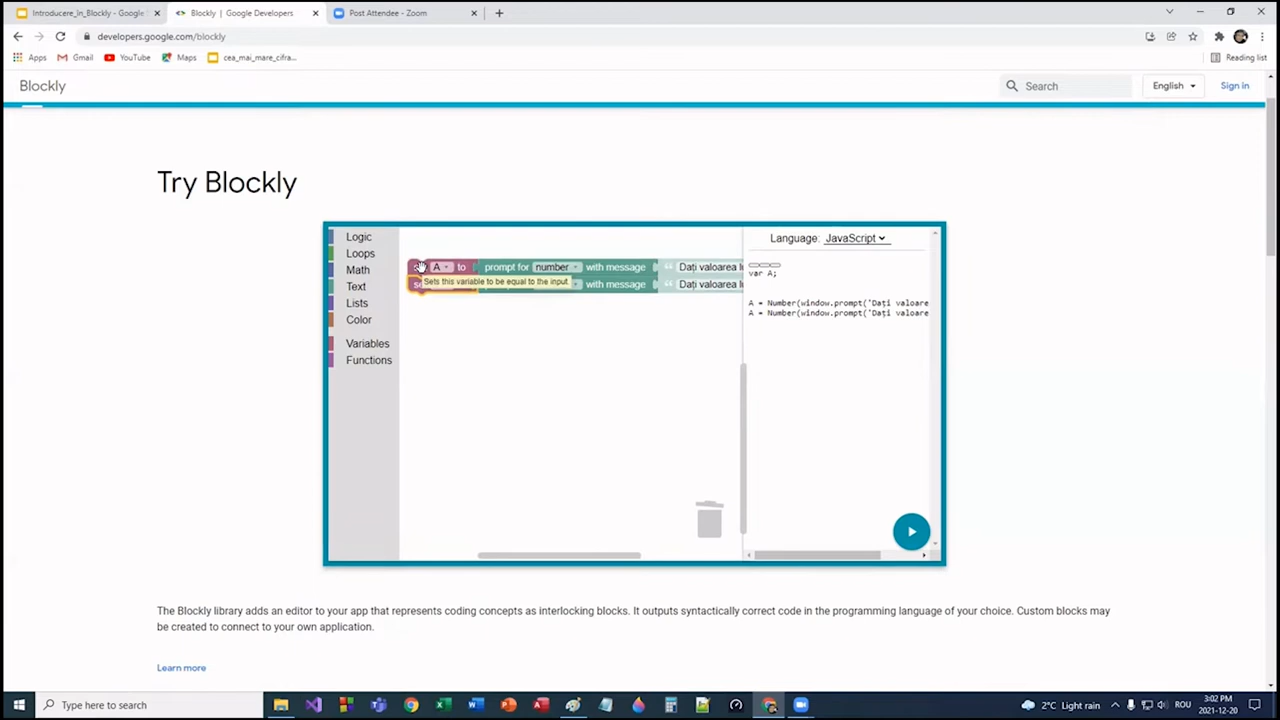 Introducere_in_Blockly - Google
Blockly | Google Developers
Post Attendee - Zoom
developers.google.com/blockly
Apps
Gmail
YouTube
Maps
cea_mai_mare_cifra...
Reading list
Blockly
Search
English
Sign in
Try Blockly
Logic
Loops
Math
Text
Lists
Color
Variables
Functions
A to prompt for number with message “ Dați valoarea lu
Sets this variable to be equal to the input.
with message “ Dați valoarea lu
Language: JavaScript
var A;
A = Number(window.prompt('Dați valoare
A = Number(window.prompt('Dați valoare
The Blockly library adds an editor to your app that represents coding concepts as interlocking blocks. It outputs syntactically correct code in the programming language of your choice. Custom blocks may
be created to connect to your own application.
Learn more
Type here to search
2°C Light rain
ROU
3:02 PM
2021-12-20